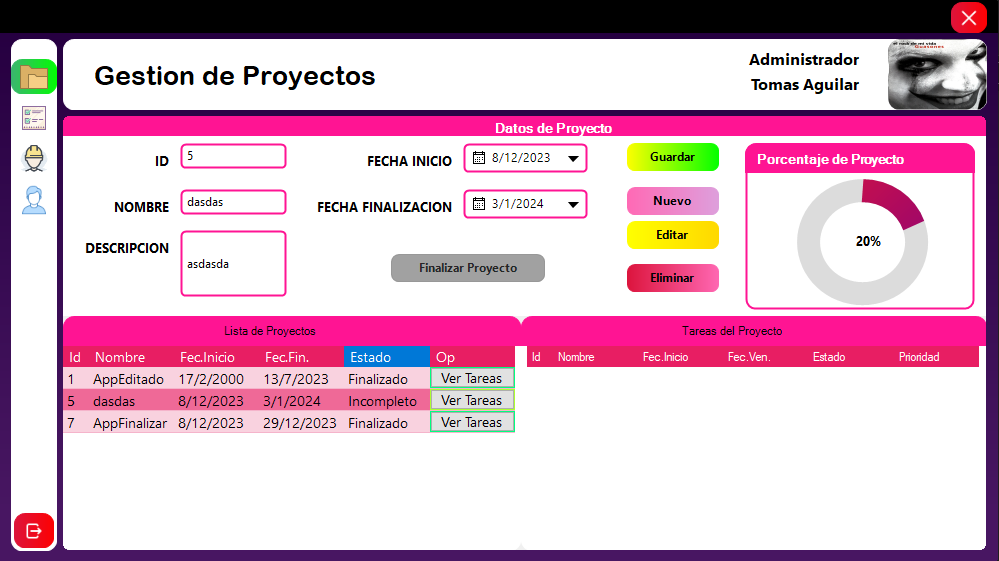 Gestion de Proyectos
Administrador
Tomas Aguilar
Datos de Proyecto
ID
5
FECHA INICIO
8/12/2023
Guardar
NOMBRE
dasdas
FECHA FINALIZACION
3/1/2024
Nuevo
Editar
DESCRIPCION
asdasda
Finalizar Proyecto
Eliminar
Porcentaje de Proyecto
20%
Lista de Proyectos
Id Nombre Fec.Inicio Fec.Fin. Estado Op
1 AppEditado 17/2/2000 13/7/2023 Finalizado Ver Tareas
5 dasdas 8/12/2023 3/1/2024 Incompleto Ver Tareas
7 AppFinalizar 8/12/2023 29/12/2023 Finalizado Ver Tareas
Tareas del Proyecto
Id Nombre Fec.Inicio Fec.Ven. Estado Prioridad